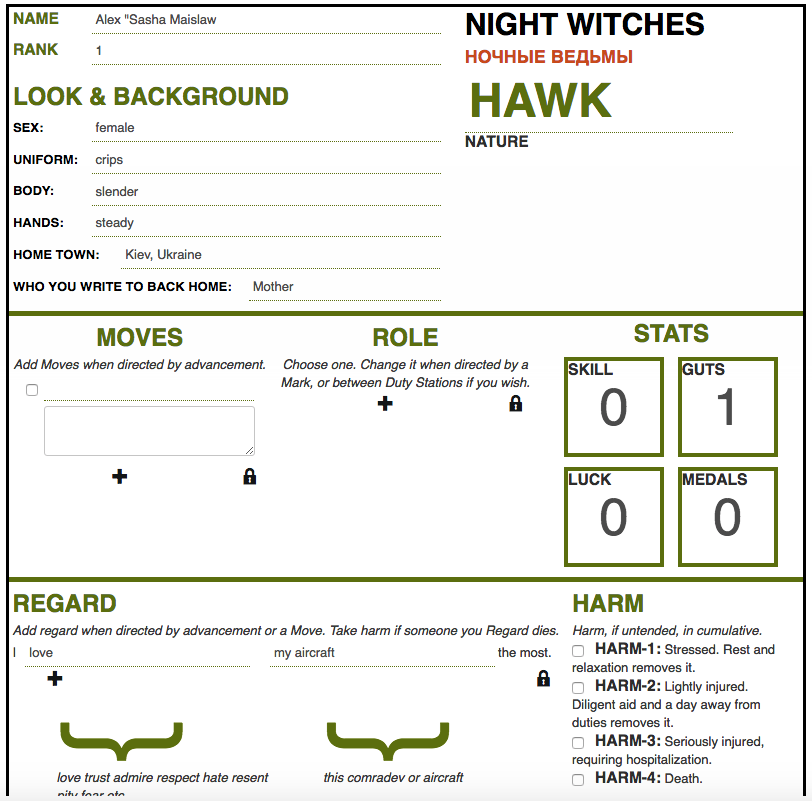 NAME Alex "Sasha Maislaw
RANK 1
NIGHT WITCHES
НОЧНЫЕ ВЕДЬМЫ
HAWK
NATURE
LOOK & BACKGROUND
SEX: female
UNIFORM: crips
BODY: slender
HANDS: steady
HOME TOWN: Kiev, Ukraine
WHO YOU WRITE TO BACK HOME: Mother
MOVES
Add Moves when directed by advancement.
ROLE
Choose one. Change it when directed by a
Mark, or between Duty Stations if you wish.
STATS
SKILL
0
GUTS
1
LUCK
0
MEDALS
0
REGARD
Add regard when directed by advancement or a Move. Take harm if someone you Regard dies.
I love my aircraft the most.
love trust admire respect hate resent
pity fear etc
this comradev or aircraft
HARM
Harm, if untended, in cumulative.
HARM-1: Stressed. Rest and
relaxation removes it.
HARM-2: Lightly injured.
Diligent aid and a day away from
duties removes it.
HARM-3: Seriously injured,
requiring hospitalization.
HARM-4: Death.